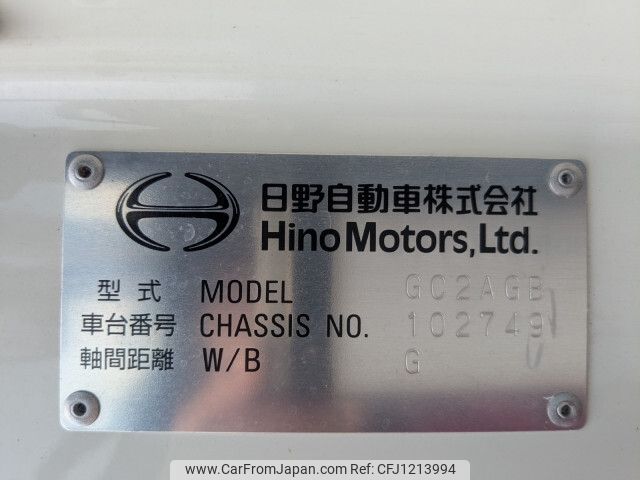 日野自動車株式会社
Hino Motors, Ltd.
型式 MODEL GC2AGB
車台番号 CHASSIS NO. 102749
軸間距離 W/B G
www.CarFromJapan.com - CFJ1213994